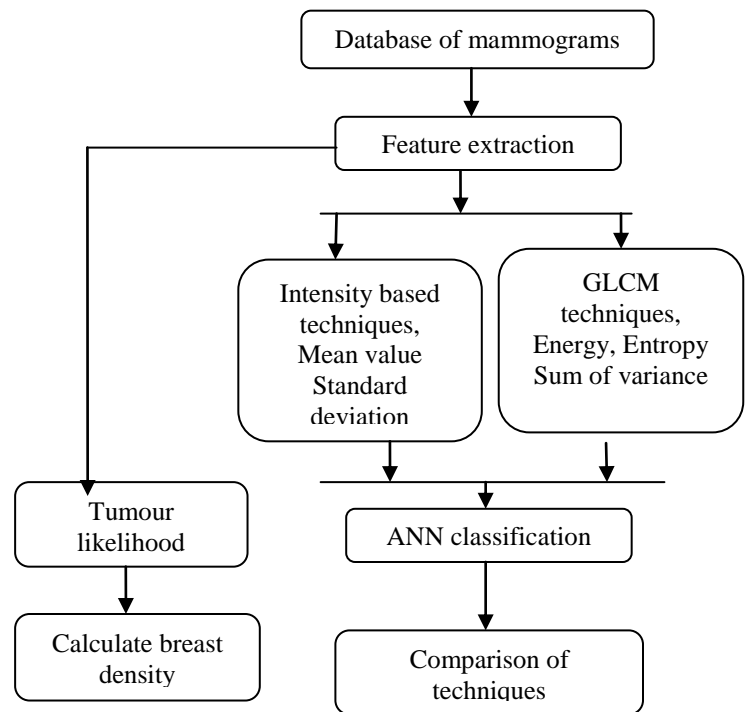 Database of mammograms
Feature extraction
Intensity based
techniques,
Mean value
Standard
deviation
GLCM
techniques,
Energy, Entropy
Sum of variance
Tumour
likelihood
ANN classification
Calculate breast
density
Comparison of
techniques